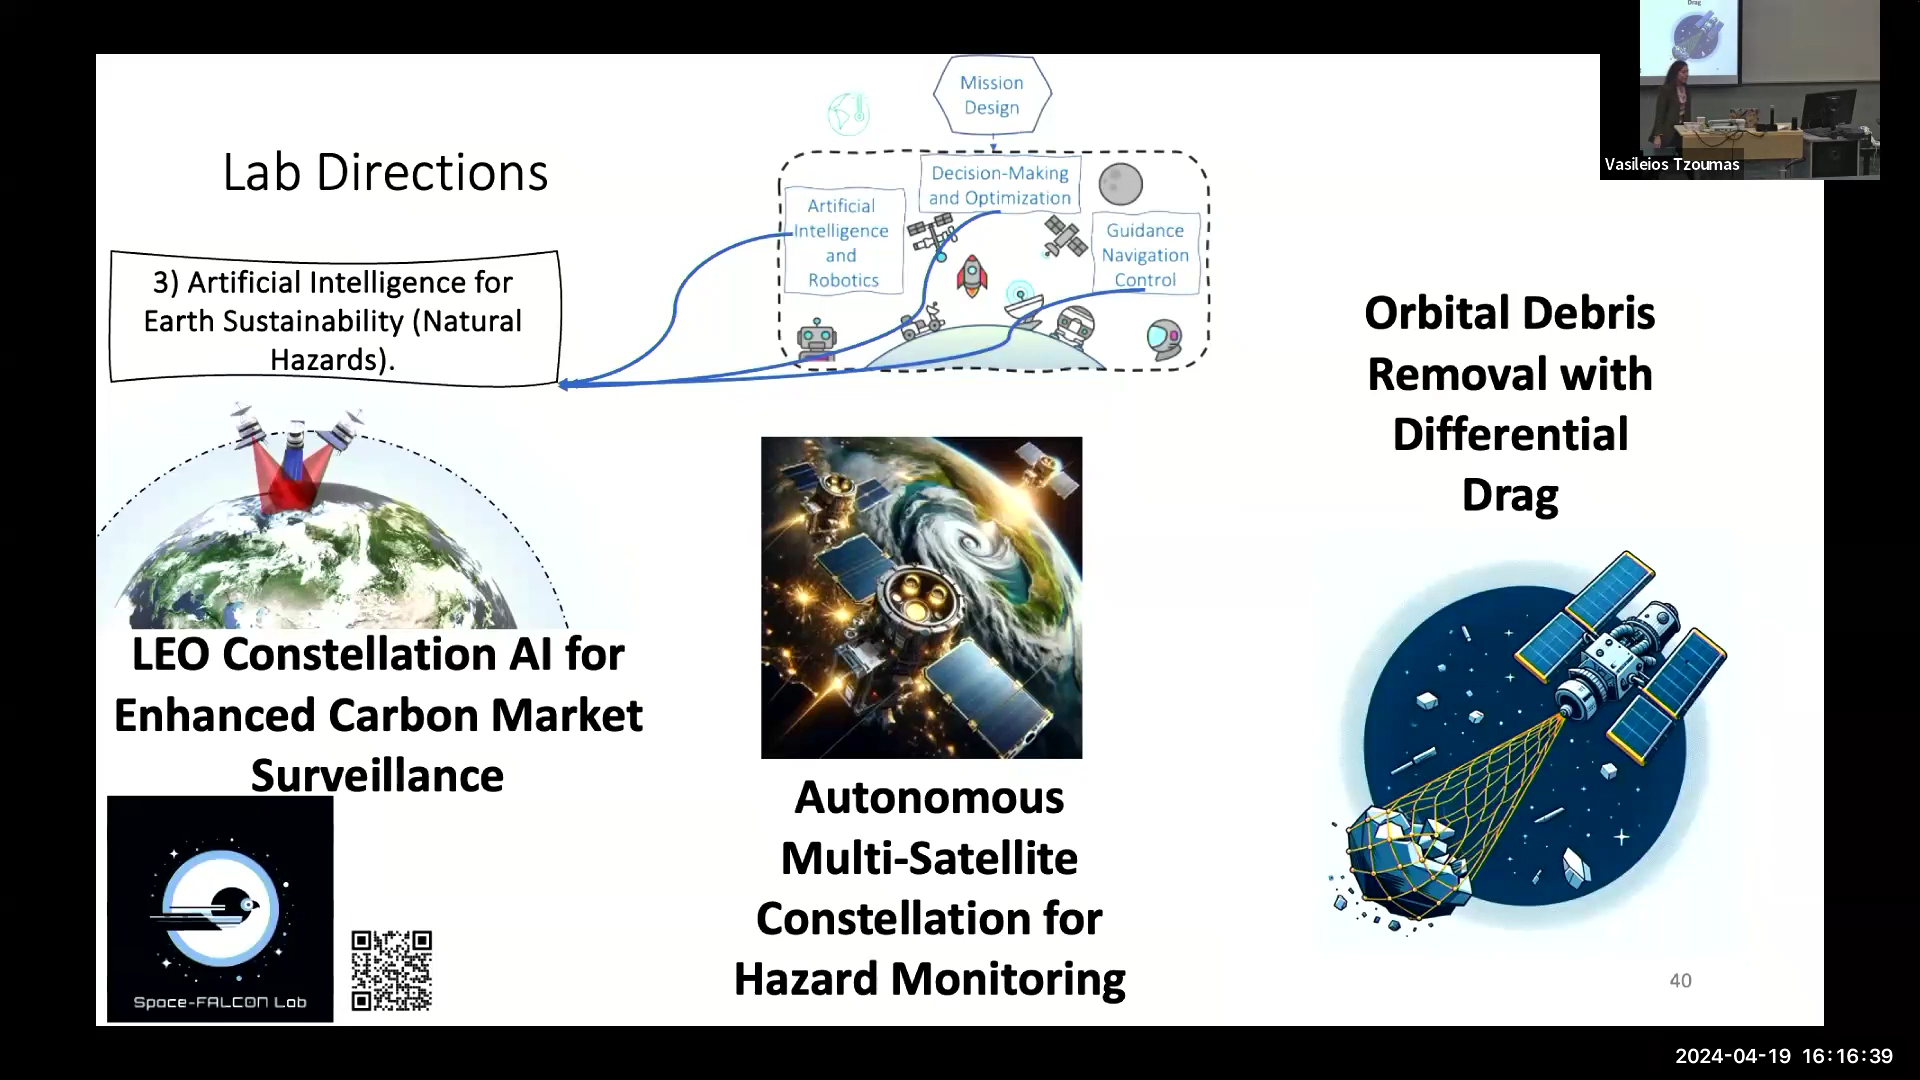 Drag
Vasileios Tzoumas
Mission
Design
Lab Directions
Decision-Making
and Optimization
Artificial
Intelligence
and
Robotics
Guidance
Navigation
Control
3) Artificial Intelligence for
Earth Sustainability (Natural
Hazards).
Orbital Debris
Removal with
Differential
Drag
LEO Constellation AI for
Enhanced Carbon Market
Surveillance
Autonomous
Multi-Satellite
Constellation for
Hazard Monitoring
Space-FALCON Lab
40
2024-04-19 16:16:39